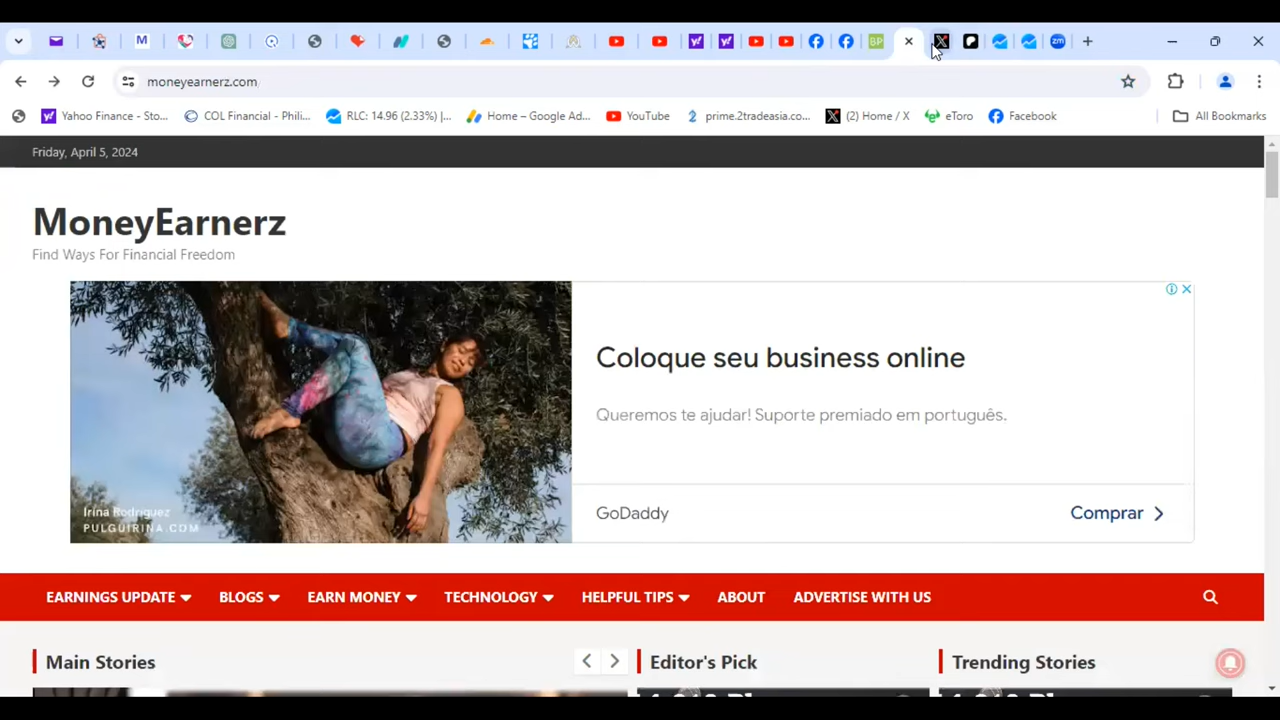 moneyearnerz.com
Yahoo Finance - Sto...
COL Financial - Phili...
RLC: 14.96 (2.33%) |...
Home – Google Ad...
YouTube
prime.2tradeasia.co...
(2) Home / X
eToro
Facebook
All Bookmarks
Friday, April 5, 2024
MoneyEarnerz
Find Ways For Financial Freedom
Coloque seu business online
Queremos te ajudar! Suporte premiado em português.
Irina Rodriguez
PULGUIRINA.COM
GoDaddy
Comprar
EARNINGS UPDATE
BLOGS
EARN MONEY
TECHNOLOGY
HELPFUL TIPS
ABOUT
ADVERTISE WITH US
Main Stories
Editor's Pick
Trending Stories